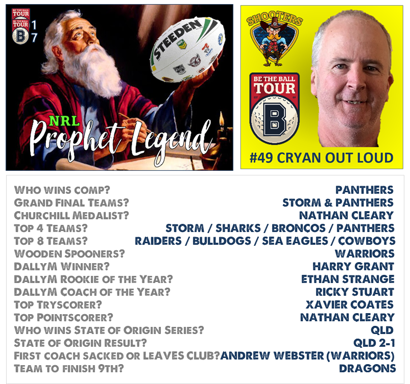 BE THE BALL
TOUR
B
1
7
STEEDEN
NRL
NRL
Prophet Legend
SHOOTERS
BE THE BALL
TOUR
B
#49 CRYAN OUT LOUD
WHO WINS COMP? PANTHERS
GRAND FINAL TEAMS? STORM & PANTHERS
CHURCHILL MEDALIST? NATHAN CLEARY
TOP 4 TEAMS? STORM / SHARKS / BRONCOS / PANTHERS
TOP 8 TEAMS? RAIDERS / BULLDOGS / SEA EAGLES / COWBOYS
WOODEN SPOONERS? WARRIORS
DALLYM WINNER? HARRY GRANT
DALLYM ROOKIE OF THE YEAR? ETHAN STRANGE
DALLYM COACH OF THE YEAR? RICKY STUART
TOP TRYSCORER? XAVIER COATES
TOP POINTSCORER? NATHAN CLEARY
WHO WINS STATE OF ORIGIN SERIES? QLD
STATE OF ORIGIN RESULT? QLD 2-1
FIRST COACH SACKED OR LEAVES CLUB? ANDREW WEBSTER (WARRIORS)
TEAM TO FINISH 9TH? DRAGONS